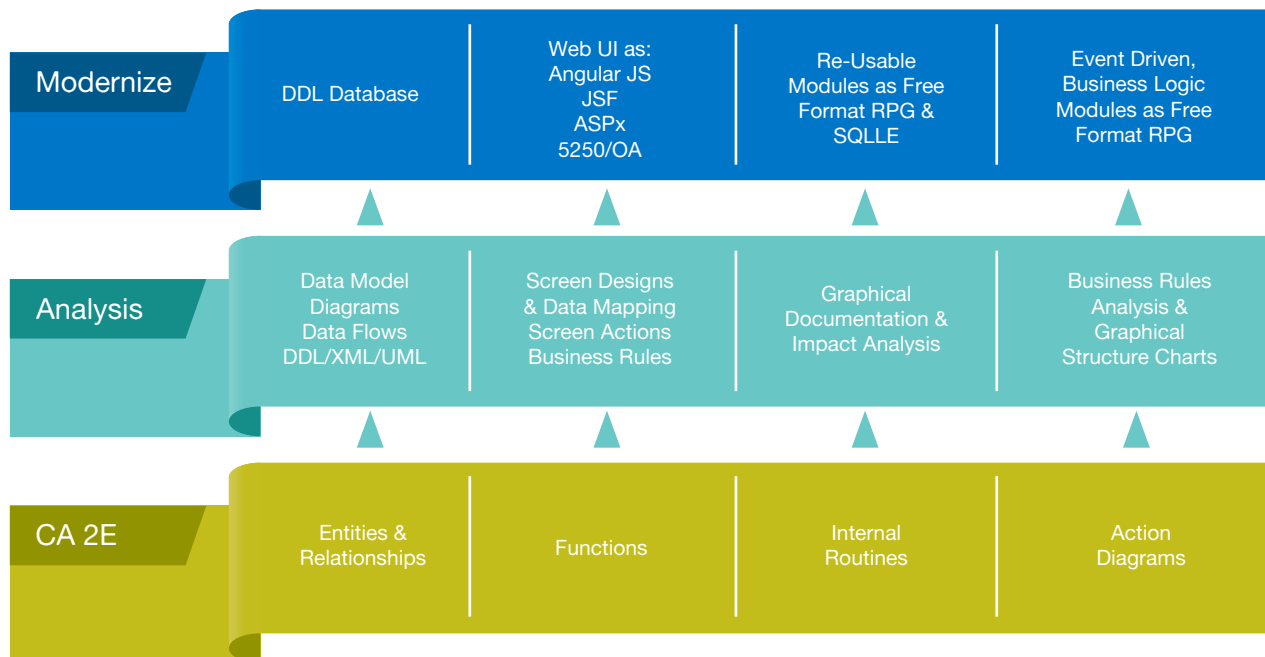 Modernize
DDL Database
Web UI as:
Angular JS
JSF
ASPx
5250/OA
Re-Usable
Modules as Free
Format RPG &
SQLLE
Event Driven,
Business Logic
Modules as Free
Format RPG
Analysis
Data Model
Diagrams
Data Flows
DDL/XML/UML
Screen Designs
& Data Mapping
Screen Actions
Business Rules
Graphical
Documentation &
Impact Analysis
Business Rules
Analysis &
Graphical
Structure Charts
CA 2E
Entities &
Relationships
Functions
Internal
Routines
Action
Diagrams